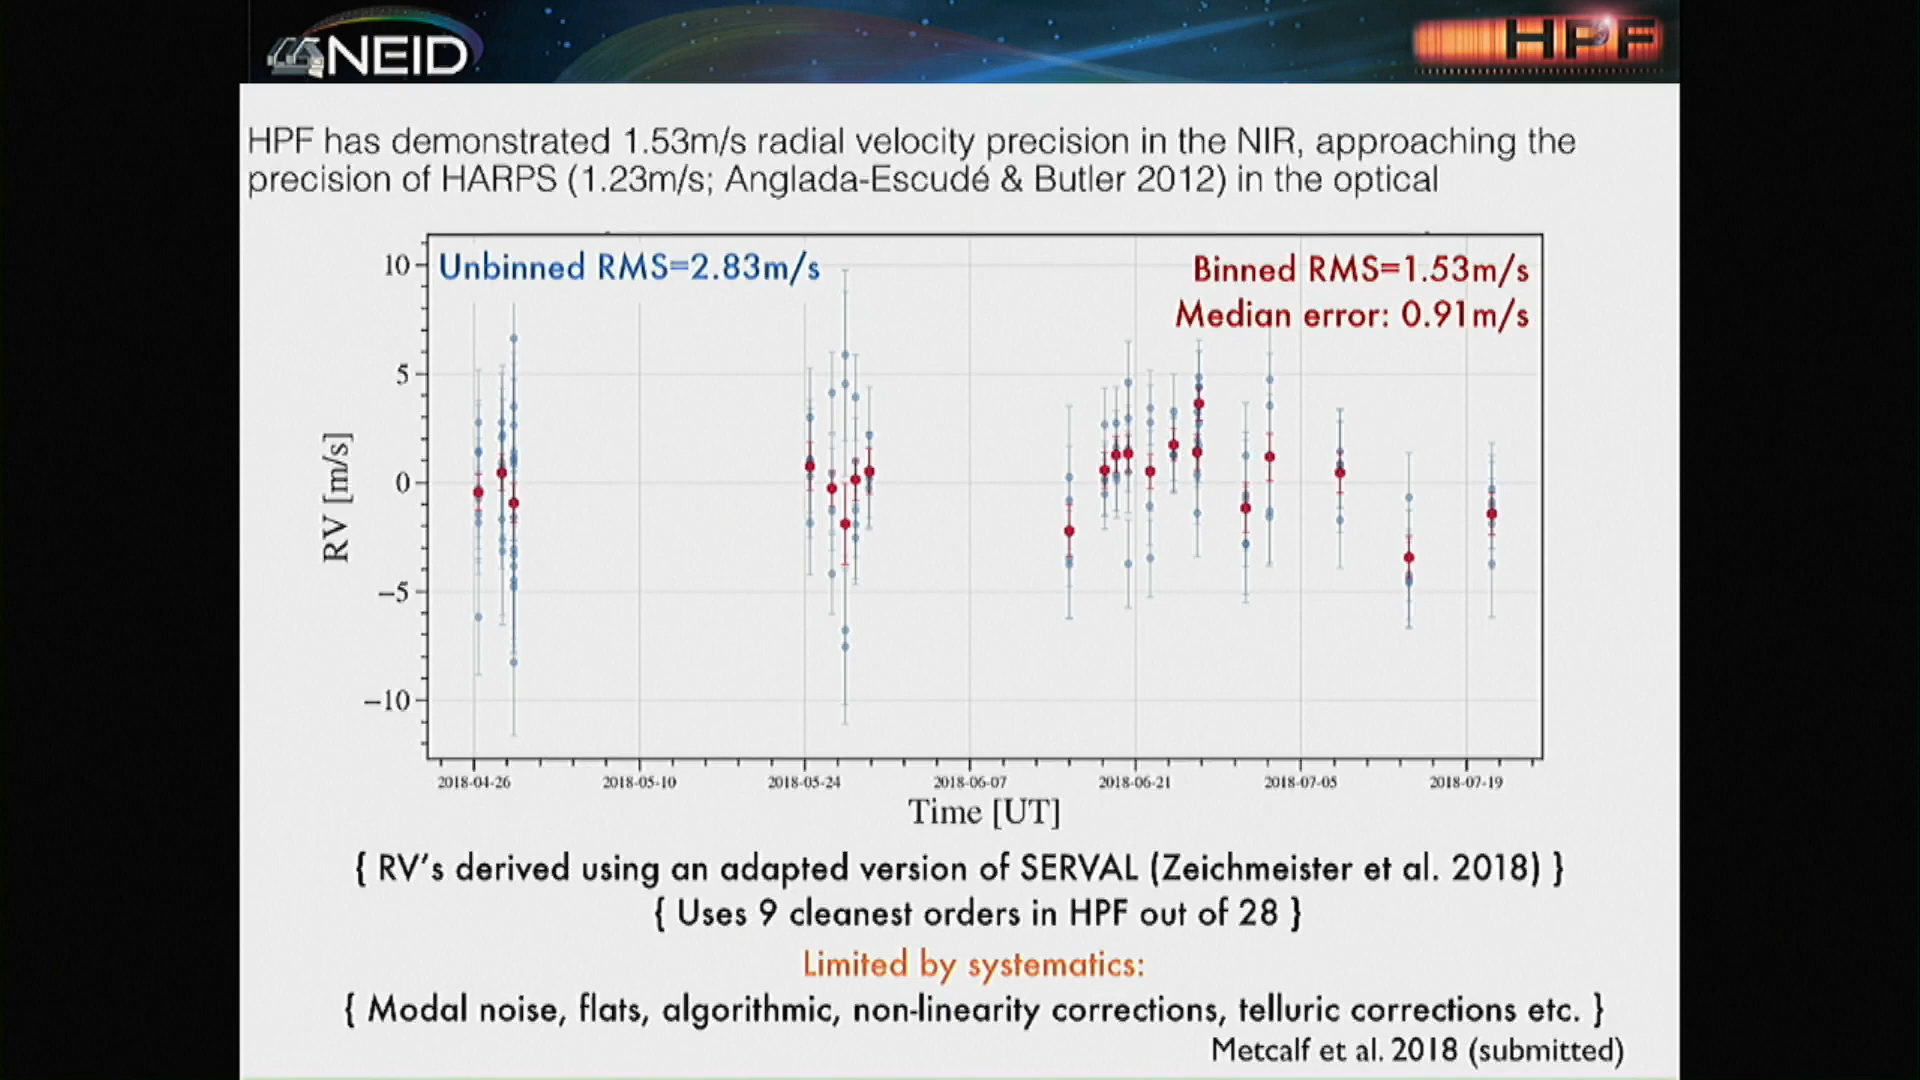 NEID
HPF
HPF has demonstrated 1.53m/s radial velocity precision in the NIR, approaching the
precision of HARPS (1.23m/s; Anglada-Escudé & Butler 2012) in the optical
Unbinned RMS=2.83m/s
Binned RMS=1.53m/s
Median error: 0.91m/s
10
5
0
−5
−10
RV [m/s]
2018-04-26 2018-05-10 2018-05-24 2018-06-07 2018-06-21 2018-07-05 2018-07-19
Time [UT]
{ RV's derived using an adapted version of SERVAL (Zeichmeister et al. 2018) }
{ Uses 9 cleanest orders in HPF out of 28 }
Limited by systematics:
{ Modal noise, flats, algorithmic, non-linearity corrections, telluric corrections etc. }
Metcalf et al. 2018 (submitted)